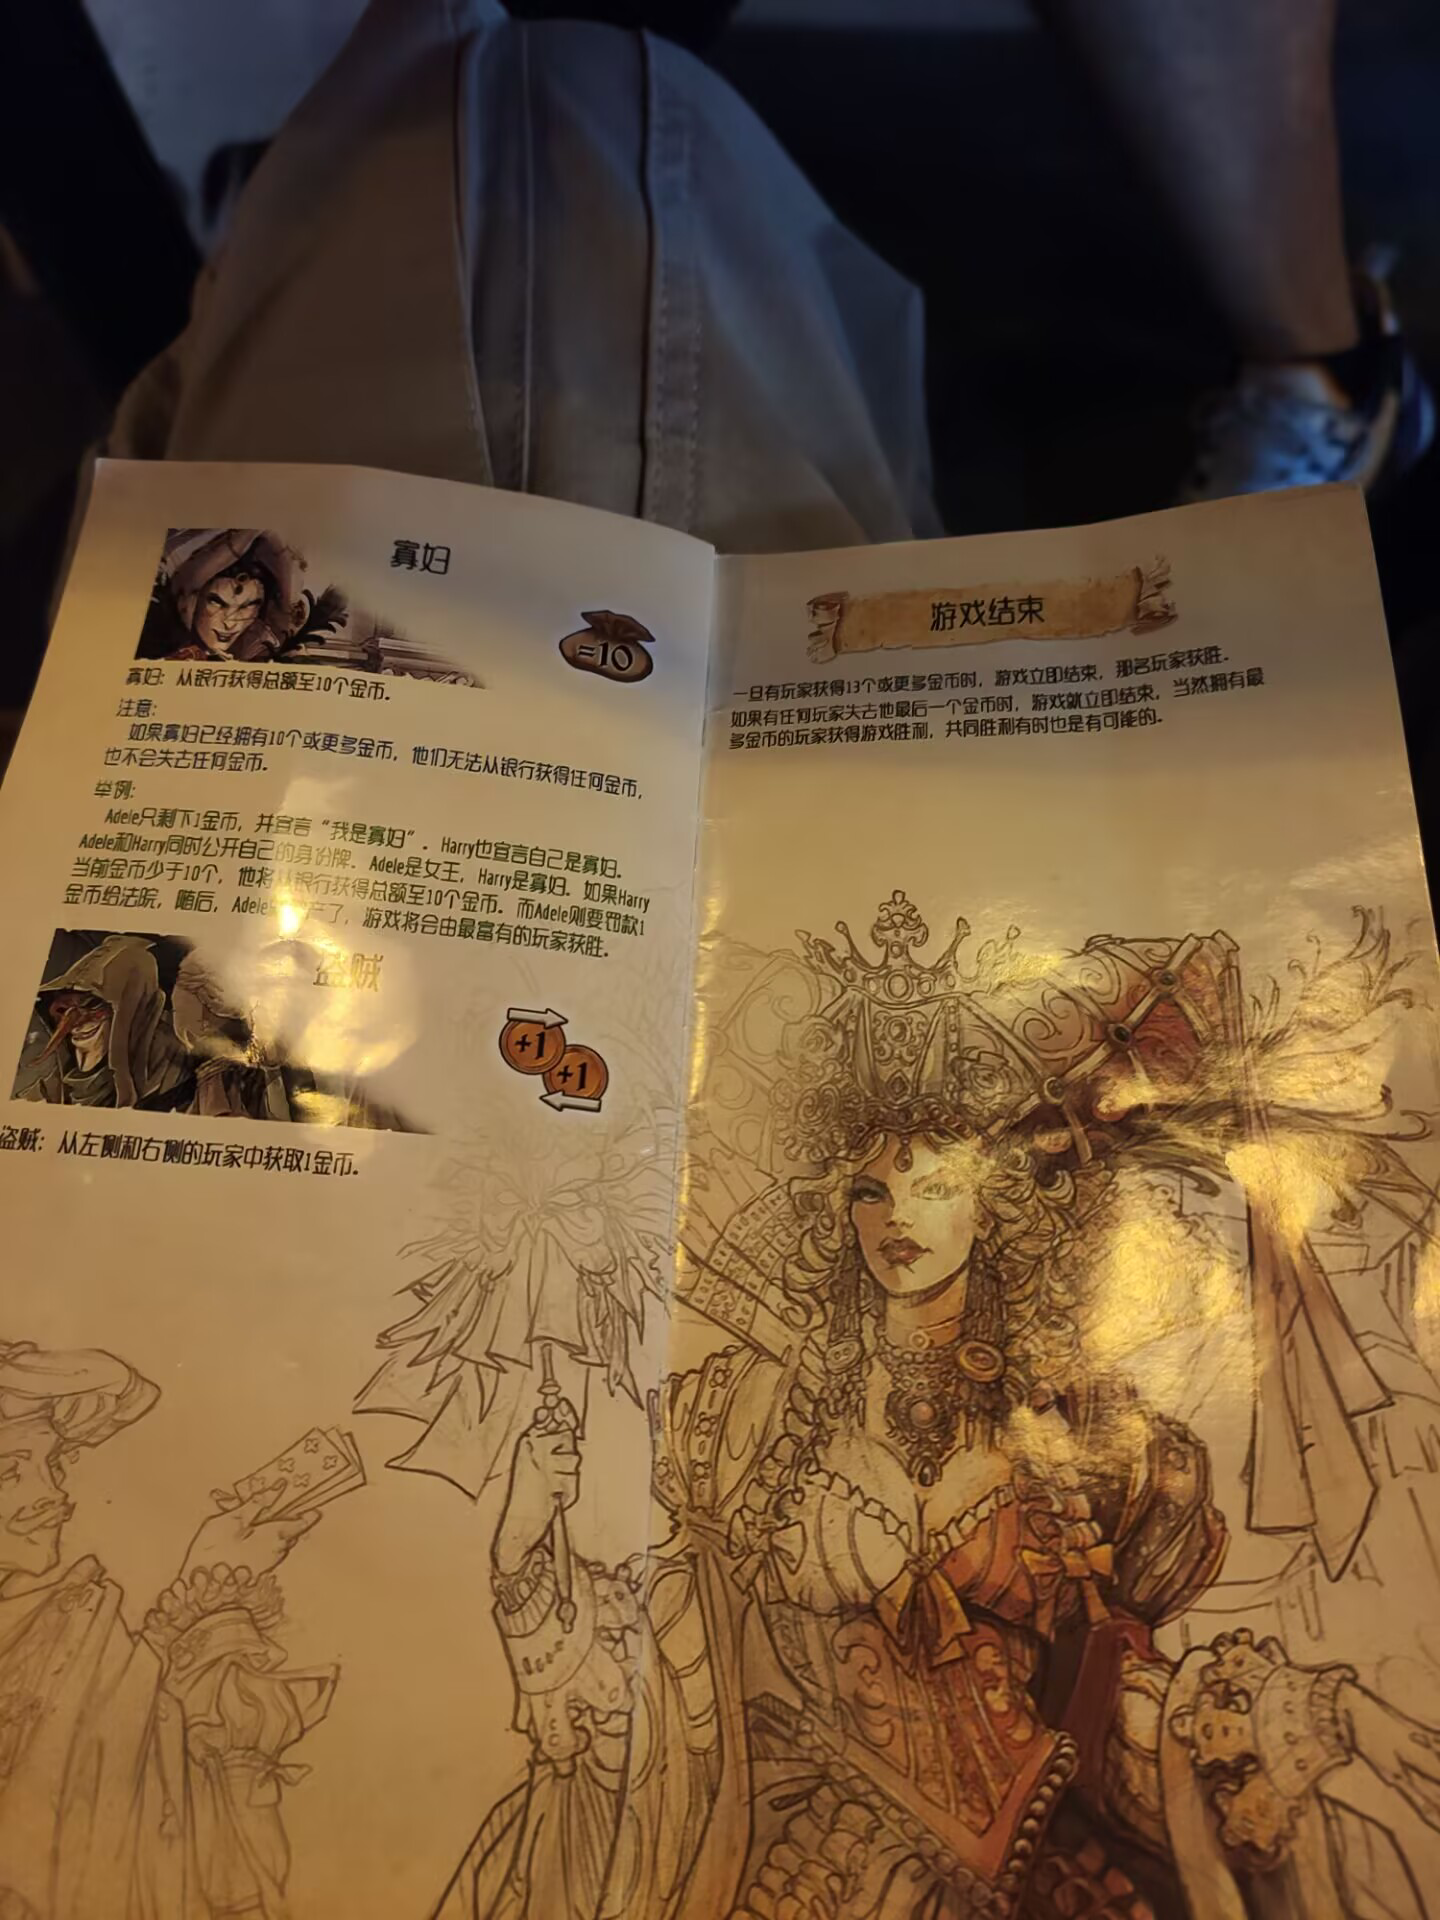 寡妇
=10
寡妇：从银行获得总额至10个金币。
注意：
如果寡妇已经拥有10个或更多金币，他们无法从银行获得任何金币，
也不会失去任何金币。
举例：
Adele只剩下1金币，并宣言“我是寡妇”。Harry也宣言自己是寡妇.
Adele和Harry同时公开自己的身份牌。Adele是女王，Harry是寡妇. 如果Harry
当前金币少于10个，他将从银行获得总额至10个金币。而Adele则要罚款1
金币给法院，随后，Adele产了，游戏将会由最富有的玩家获胜。
盗贼
+1
+1
盗贼：从左侧和右侧的玩家中获取1金币。
游戏结束
一旦有玩家获得13个或更多金币时，游戏立即结束，那名玩家获胜.
如果有任何玩家失去他最后一个金币时，游戏就立即结束，当然拥有最
多金币的玩家获得游戏胜利，共同胜利有时也是有可能的。